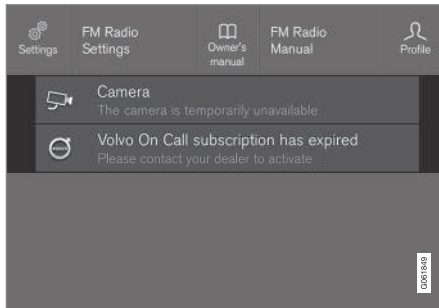 Settings
FM Radio
Settings
Owner's
manual
FM Radio
Manual
Profile
Camera
The camera is temporarily unavailable
Volvo On Call subscription has expired
Please contact your dealer to activate
G061849